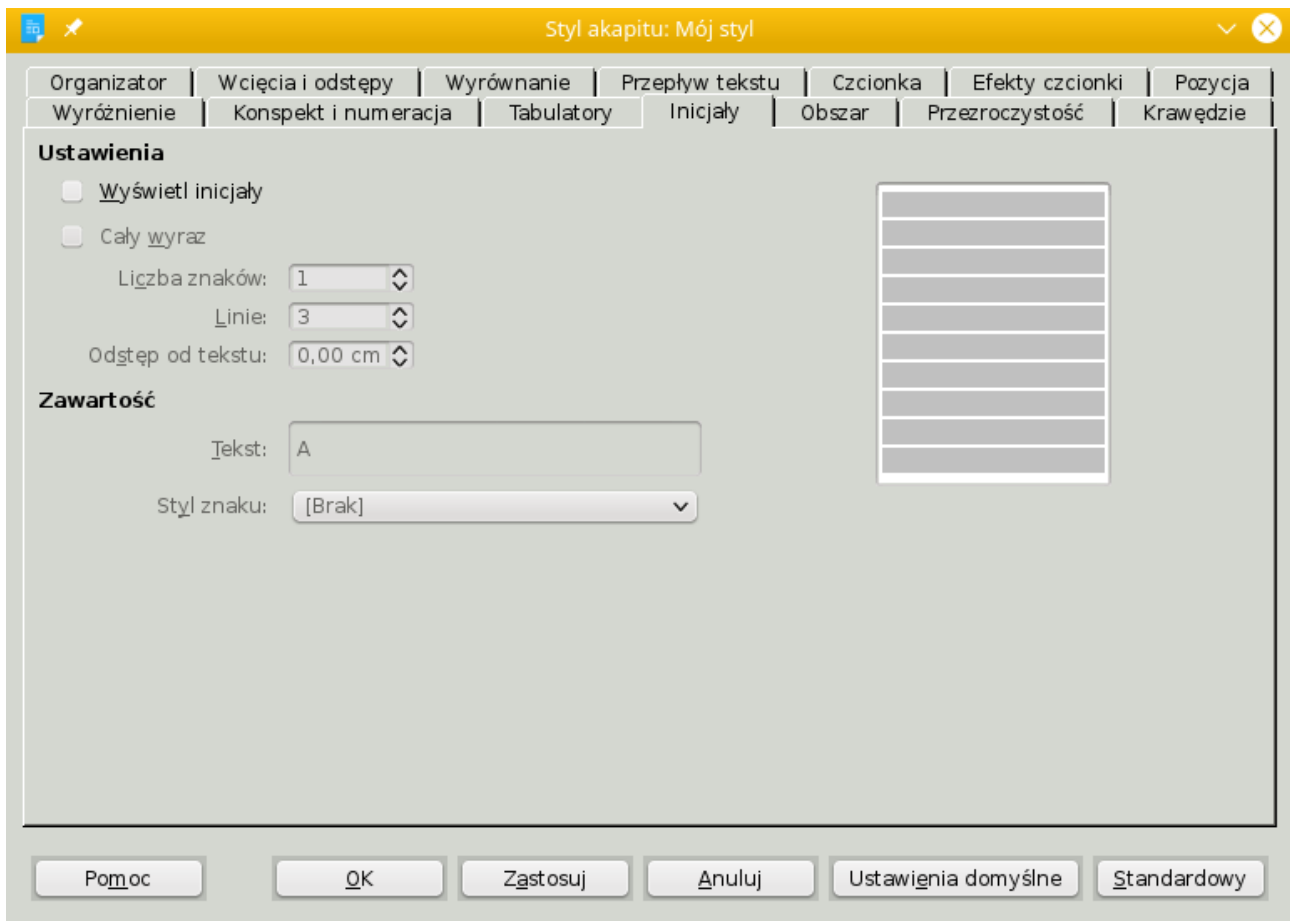 Styl akapitu: Mój styl
Organizator Wcięcia i odstępy Wyrównanie Przepływ tekstu Czcionka Efekty czcionki Pozycja
Wyróżnienie Konspekt i numeracja Tabulatory Inicjały Obszar Przezroczystość Krawędzie
Ustawienia
Wyświetl inicjały
Cały wyraz
Liczba znaków: 1
Linie: 3
Odstęp od tekstu: 0,00 cm
Zawartość
Tekst: A
Styl znaku: [Brak]
Pomoc OK Zastosuj Anuluj Ustawienia domyślne Standardowy